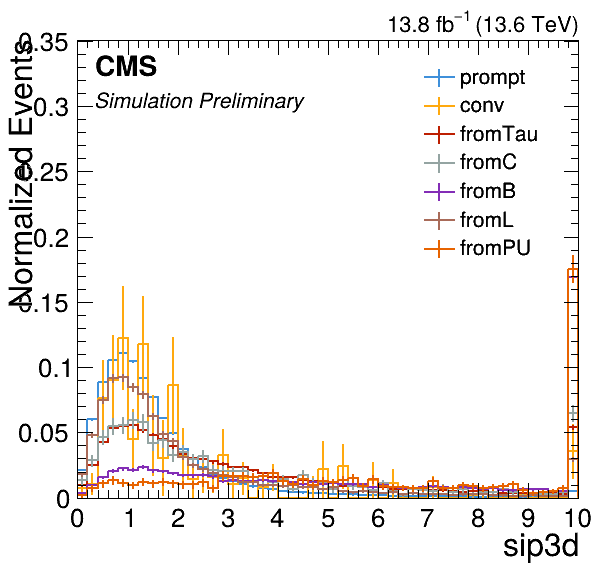 13.8 fb⁻¹ (13.6 TeV)
Normalized Events
0.35
0.3
0.25
0.2
0.15
0.1
0.05
0
CMS
Simulation Preliminary
prompt
conv
fromTau
fromC
fromB
fromL
fromPU
0 1 2 3 4 5 6 7 8 9 10
sip3d